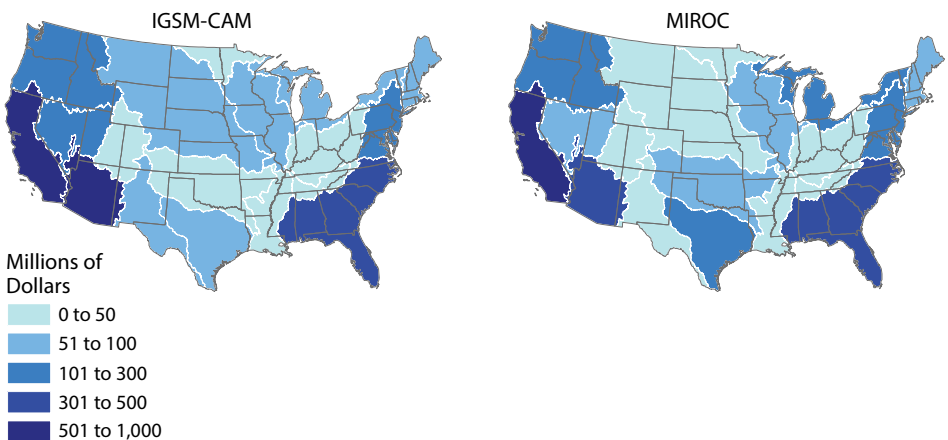 IGSM-CAM
MIROC
Millions of
Dollars
0 to 50
51 to 100
101 to 300
301 to 500
501 to 1,000